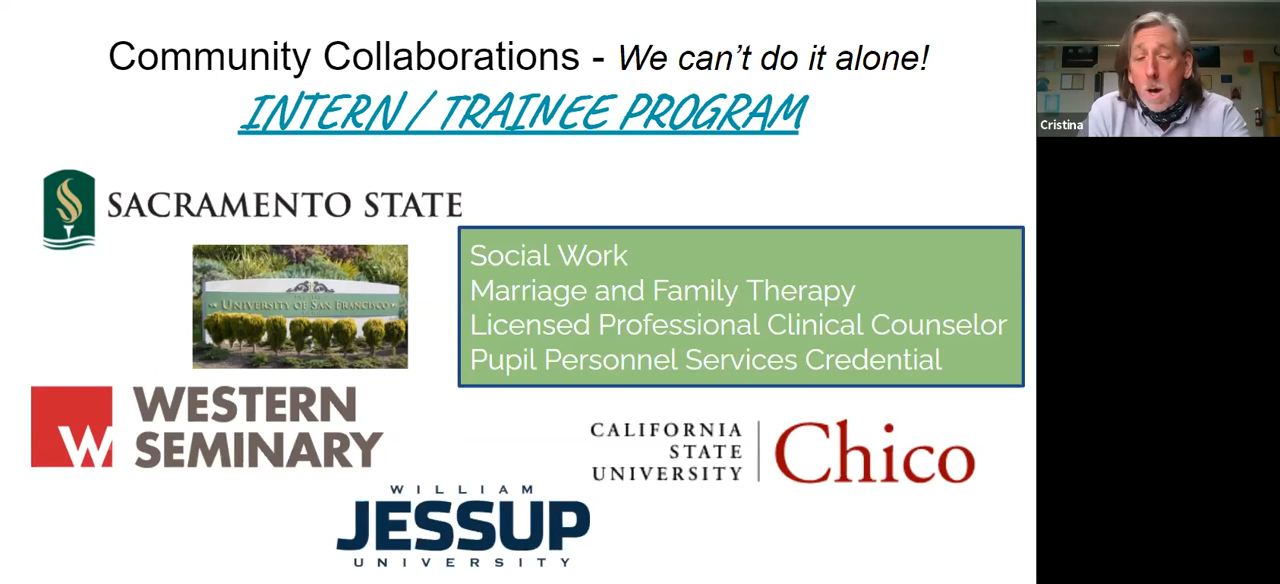 Community Collaborations - We can't do it alone!
INTERN / TRAINEE PROGRAM
Cristina
SACRAMENTO STATE
UNIVERSITY OF SAN FRANCISCO
Social Work
Marriage and Family Therapy
Licensed Professional Clinical Counselor
Pupil Personnel Services Credential
W
WESTERN
SEMINARY
CALIFORNIA
STATE
UNIVERSITY
Chico
WILLIAM
JESSUP
UNIVERSITY